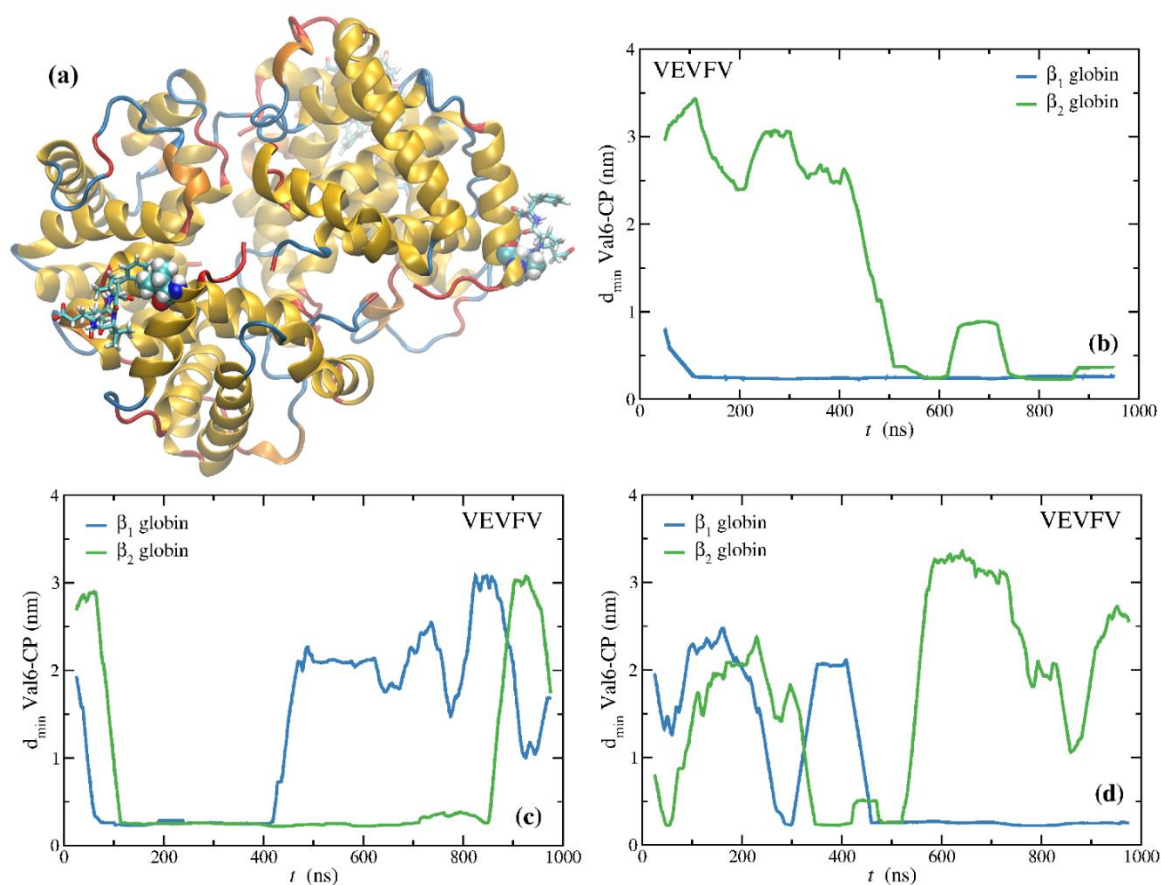 (a)
VEVFV
β1 globin
β2 globin
4
3
2
1
0
d_min Val6-CP (nm)
(b)
0
200
400
600
800
1000
t (ns)
β1 globin
β2 globin
VEVFV
4
3
2
1
0
d_min Val6-CP (nm)
(c)
0
200
400
600
800
1000
t (ns)
β1 globin
β2 globin
VEVFV
4
3
2
1
0
d_min Val6-CP (nm)
(d)
0
200
400
600
800
1000
t (ns)